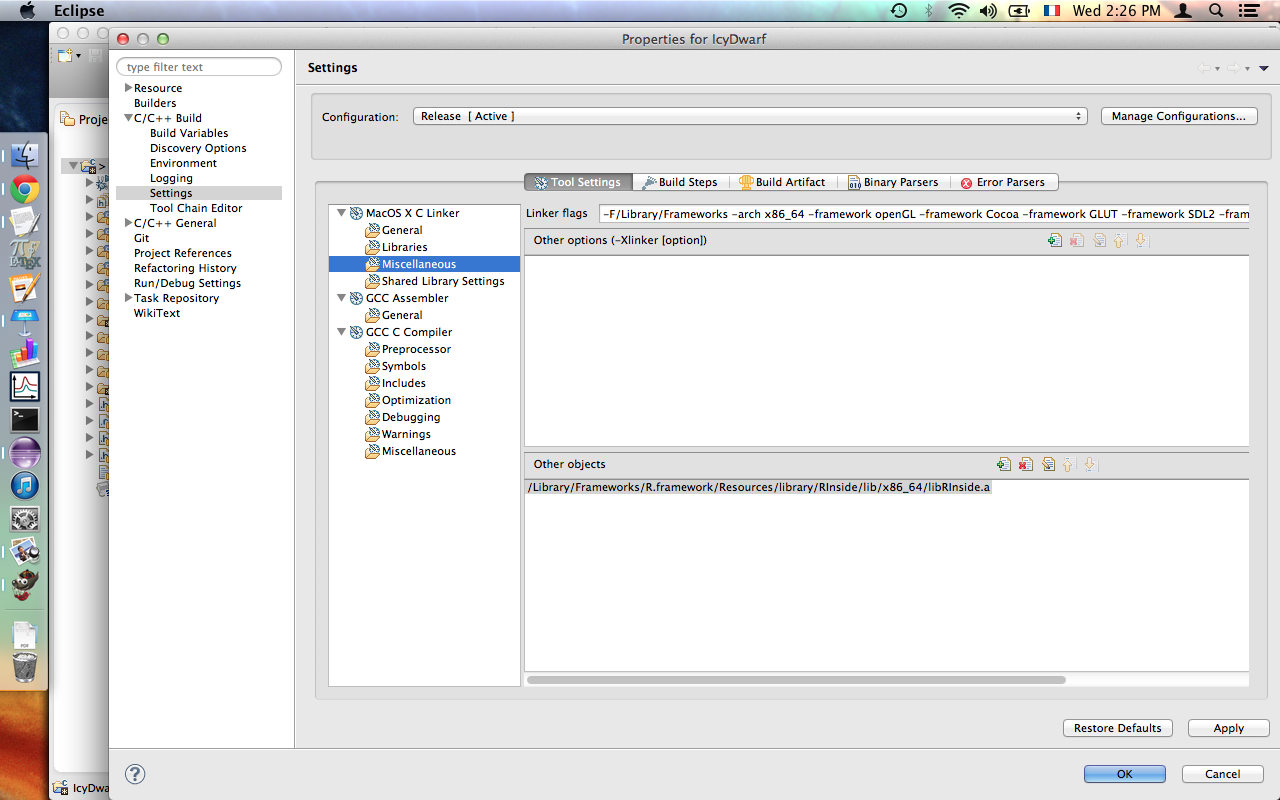 Eclipse
Wed 2:26 PM
Properties for IcyDwarf
type filter text
Settings
Resource
Builders
C/C++ Build
Build Variables
Discovery Options
Environment
Logging
Settings
Tool Chain Editor
C/C++ General
Git
Project References
Refactoring History
Run/Debug Settings
Task Repository
WikiText
Proje
>
IcyDwa
Configuration:
Release [ Active ]
Manage Configurations...
Tool Settings
Build Steps
Build Artifact
Binary Parsers
Error Parsers
MacOS X C Linker
General
Libraries
Miscellaneous
Shared Library Settings
GCC Assembler
General
GCC C Compiler
Preprocessor
Symbols
Includes
Optimization
Debugging
Warnings
Miscellaneous
Linker flags
-F/Library/Frameworks -arch x86_64 -framework openGL -framework Cocoa -framework GLUT -framework SDL2 -fram
Other options (-Xlinker [option])
Other objects
/Library/Frameworks/R.framework/Resources/library/RInside/lib/x86_64/libRInside.a
Restore Defaults
Apply
?
OK
Cancel